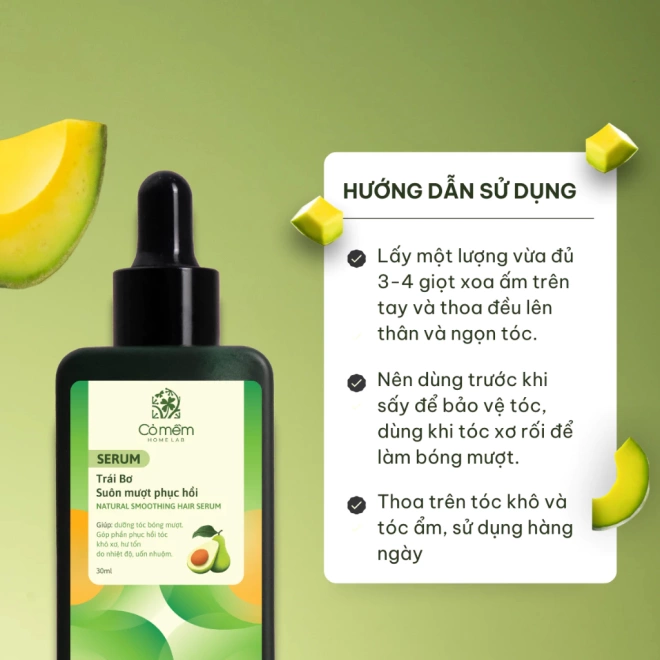 HƯỚNG DẪN SỬ DỤNG
Lấy một lượng vừa đủ
3-4 giọt xoa ấm trên
tay và thoa đều lên
thân và ngọn tóc.
Nên dùng trước khi
sấy để bảo vệ tóc,
dùng khi tóc xơ rối để
làm bóng mượt.
Thoa trên tóc khô và
tóc ẩm, sử dụng hàng
ngày
Cỏ mềm
HOME LAB
SERUM
Trái Bơ
Suôn mượt phục hồi
NATURAL SMOOTHING HAIR SERUM
Giúp: dưỡng tóc bóng mượt.
Góp phần phục hồi tóc
khô xơ, hư tổn
do nhiệt độ, uốn nhuộm.
30ml